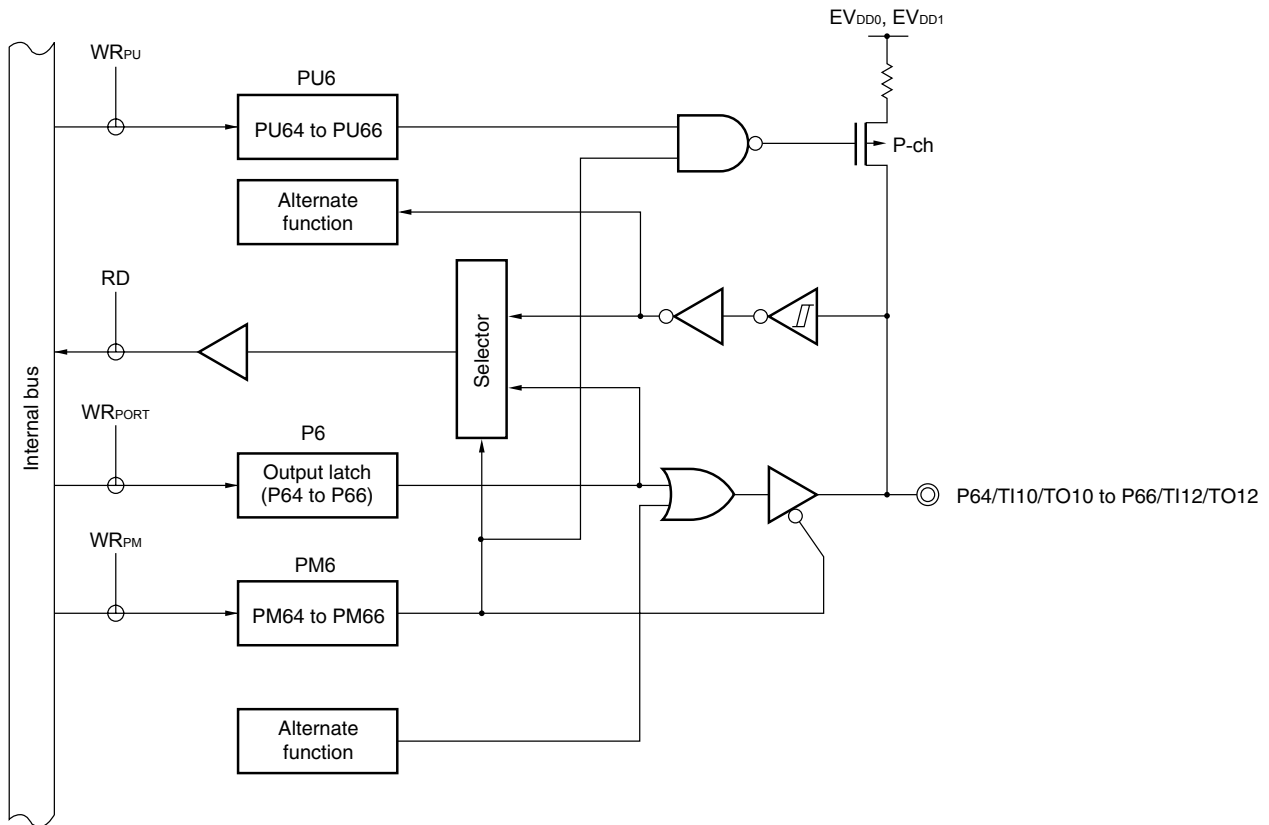 EVDD0, EVDD1
WRPU
PU6
PU64 to PU66
P-ch
Alternate
function
RD
Selector
Internal bus
WRPORT
P6
Output latch
(P64 to P66)
P64/TI10/TO10 to P66/TI12/TO12
WRPM
PM6
PM64 to PM66
Alternate
function